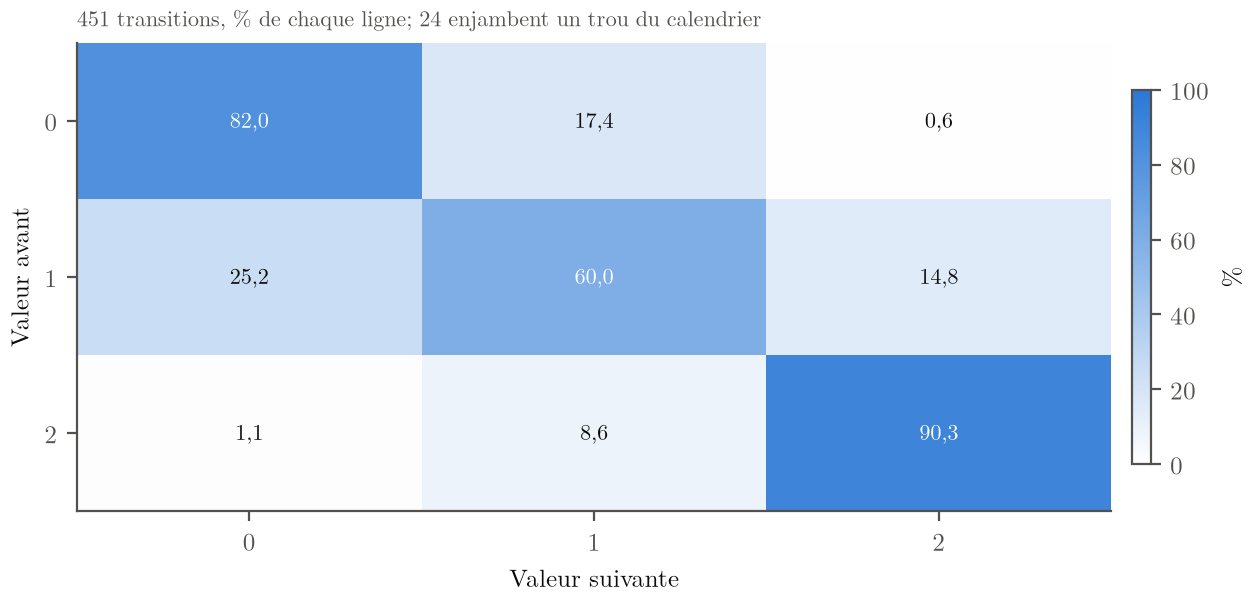 451 transitions, % de chaque ligne; 24 enjambent un trou du calendrier
82,0 17,4 0,6
25,2 60,0 14,8
1,1 8,6 90,3
0
1
2
Valeur avant
0 1 2
Valeur suivante
100
80
60
40
20
0
%